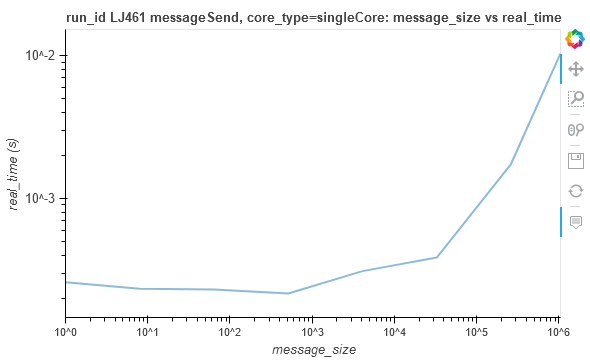 run_id LJ461 messageSend, core_type=singleCore: message_size vs real_time
10^-2
10^-3
real_time (s)
10^0 10^1 10^2 10^3 10^4 10^5 10^6
message_size